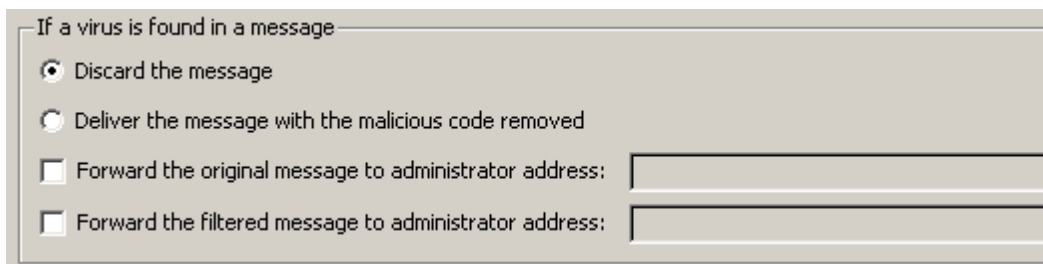 If a virus is found in a message
Discard the message
Deliver the message with the malicious code removed
Forward the original message to administrator address:
Forward the filtered message to administrator address: